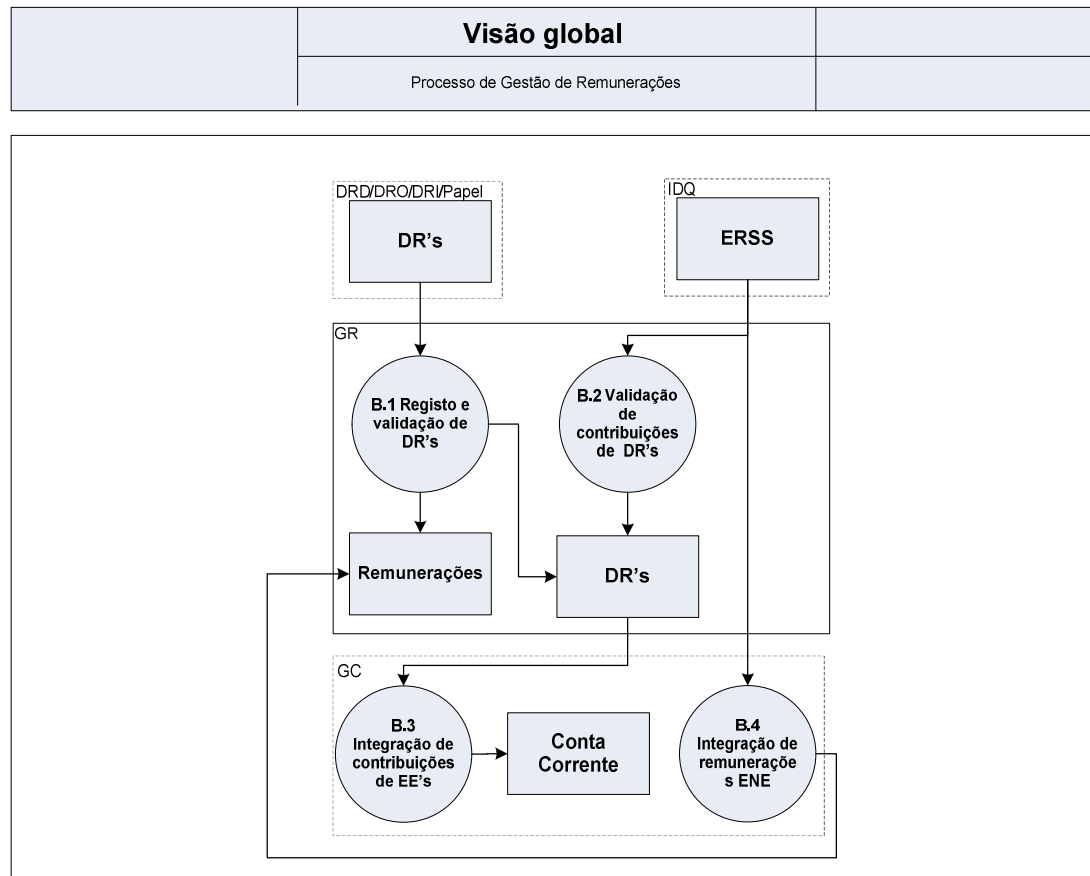 Visão global
Processo de Gestão de Remunerações
DRD/DRO/DRI/Papel
DR's
IDQ
ERSS
GR
B.1 Registo e
validação de
DR's
B.2 Validação
de
contribuições
de DR's
Remunerações
DR's
GC
B.3
Integração de
contribuições
de EE's
Conta
Corrente
B.4
Integração de
remuneraçõe
s ENE